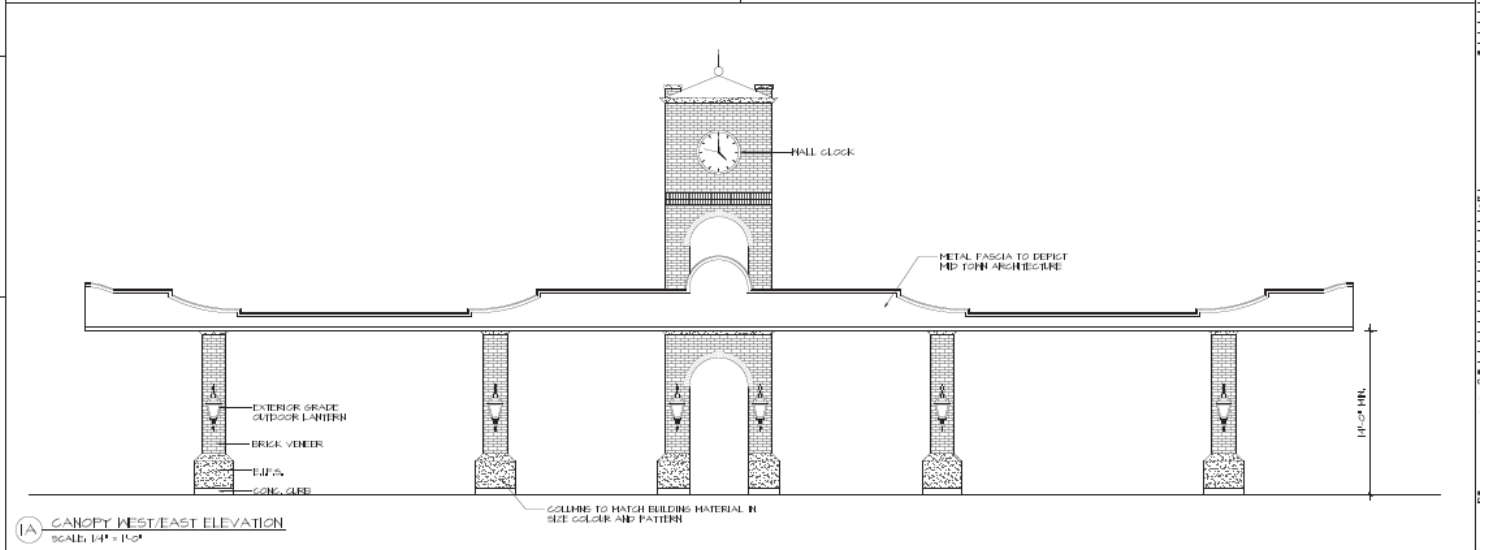 WALL CLOCK
METAL FASCIA TO DEPICT
MID TOWN ARCHITECTURE
EXTERIOR GRADE
OUTDOOR LANTERN
BRICK VENEER
E.I.F.S.
CONC. CURB
14'-0" MIN.
COLUMNS TO MATCH BUILDING MATERIAL IN
SIZE COLOUR AND PATTERN
1A CANOPY WEST/EAST ELEVATION
SCALE: 1/4" = 1'-0"